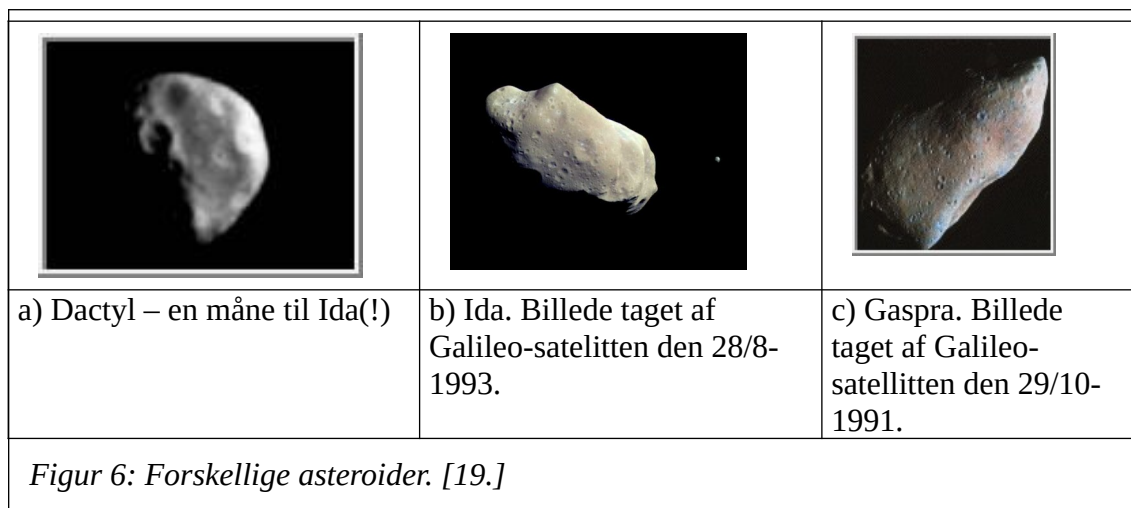 a) Dactyl – en måne til Ida(!)
b) Ida. Billede taget af
Galileo-satelitten den 28/8-
1993.
c) Gaspra. Billede
taget af Galileo-
satellitten den 29/10-
1991.
Figur 6: Forskellige asteroider. [19.]